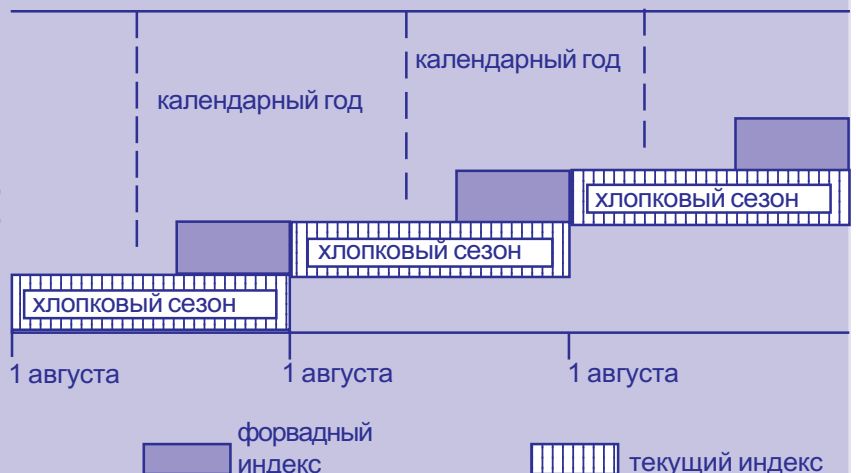 календарный год
календарный год
хлопковый сезон
хлопковый сезон
хлопковый сезон
1 августа
1 августа
1 августа
форвадный
индекс
текущий индекс